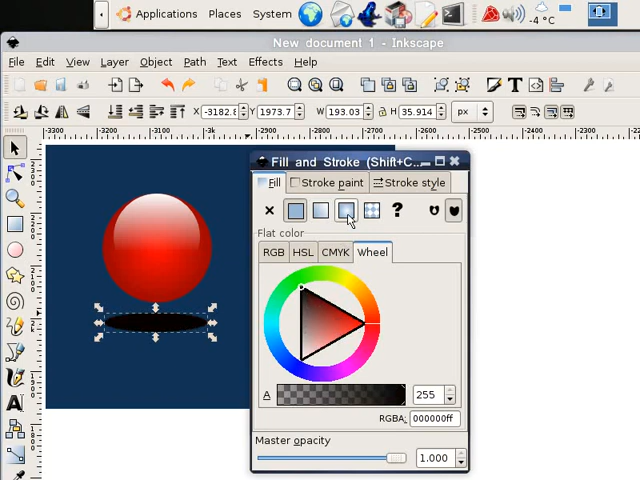 Applications Places System -4 °C
New document 1 - Inkscape
File Edit View Layer Object Path Text Effects Help
X -3182.8 Y 1973.7 W 193.03 H 35.914 px
-3300 -3200 -3100 -3000 -2900 -2800 -2700 -2600 -2500 -2400 -2300
Fill and Stroke (Shift+C...
Fill Stroke paint Stroke style
?
Flat color
RGB HSL CMYK Wheel
A 255
RGBA: 000000ff
Master opacity
1.000
A